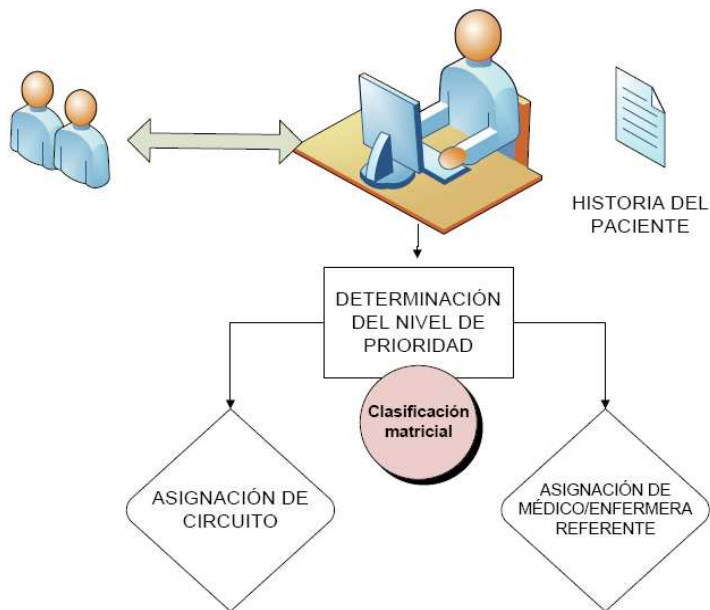 HISTORIA DEL
PACIENTE
DETERMINACIÓN
DEL NIVEL DE
PRIORIDAD
Clasificación
matricial
ASIGNACIÓN DE
CIRCUITO
ASIGNACIÓN DE
MÉDICO/ENFERMERA
REFERENTE